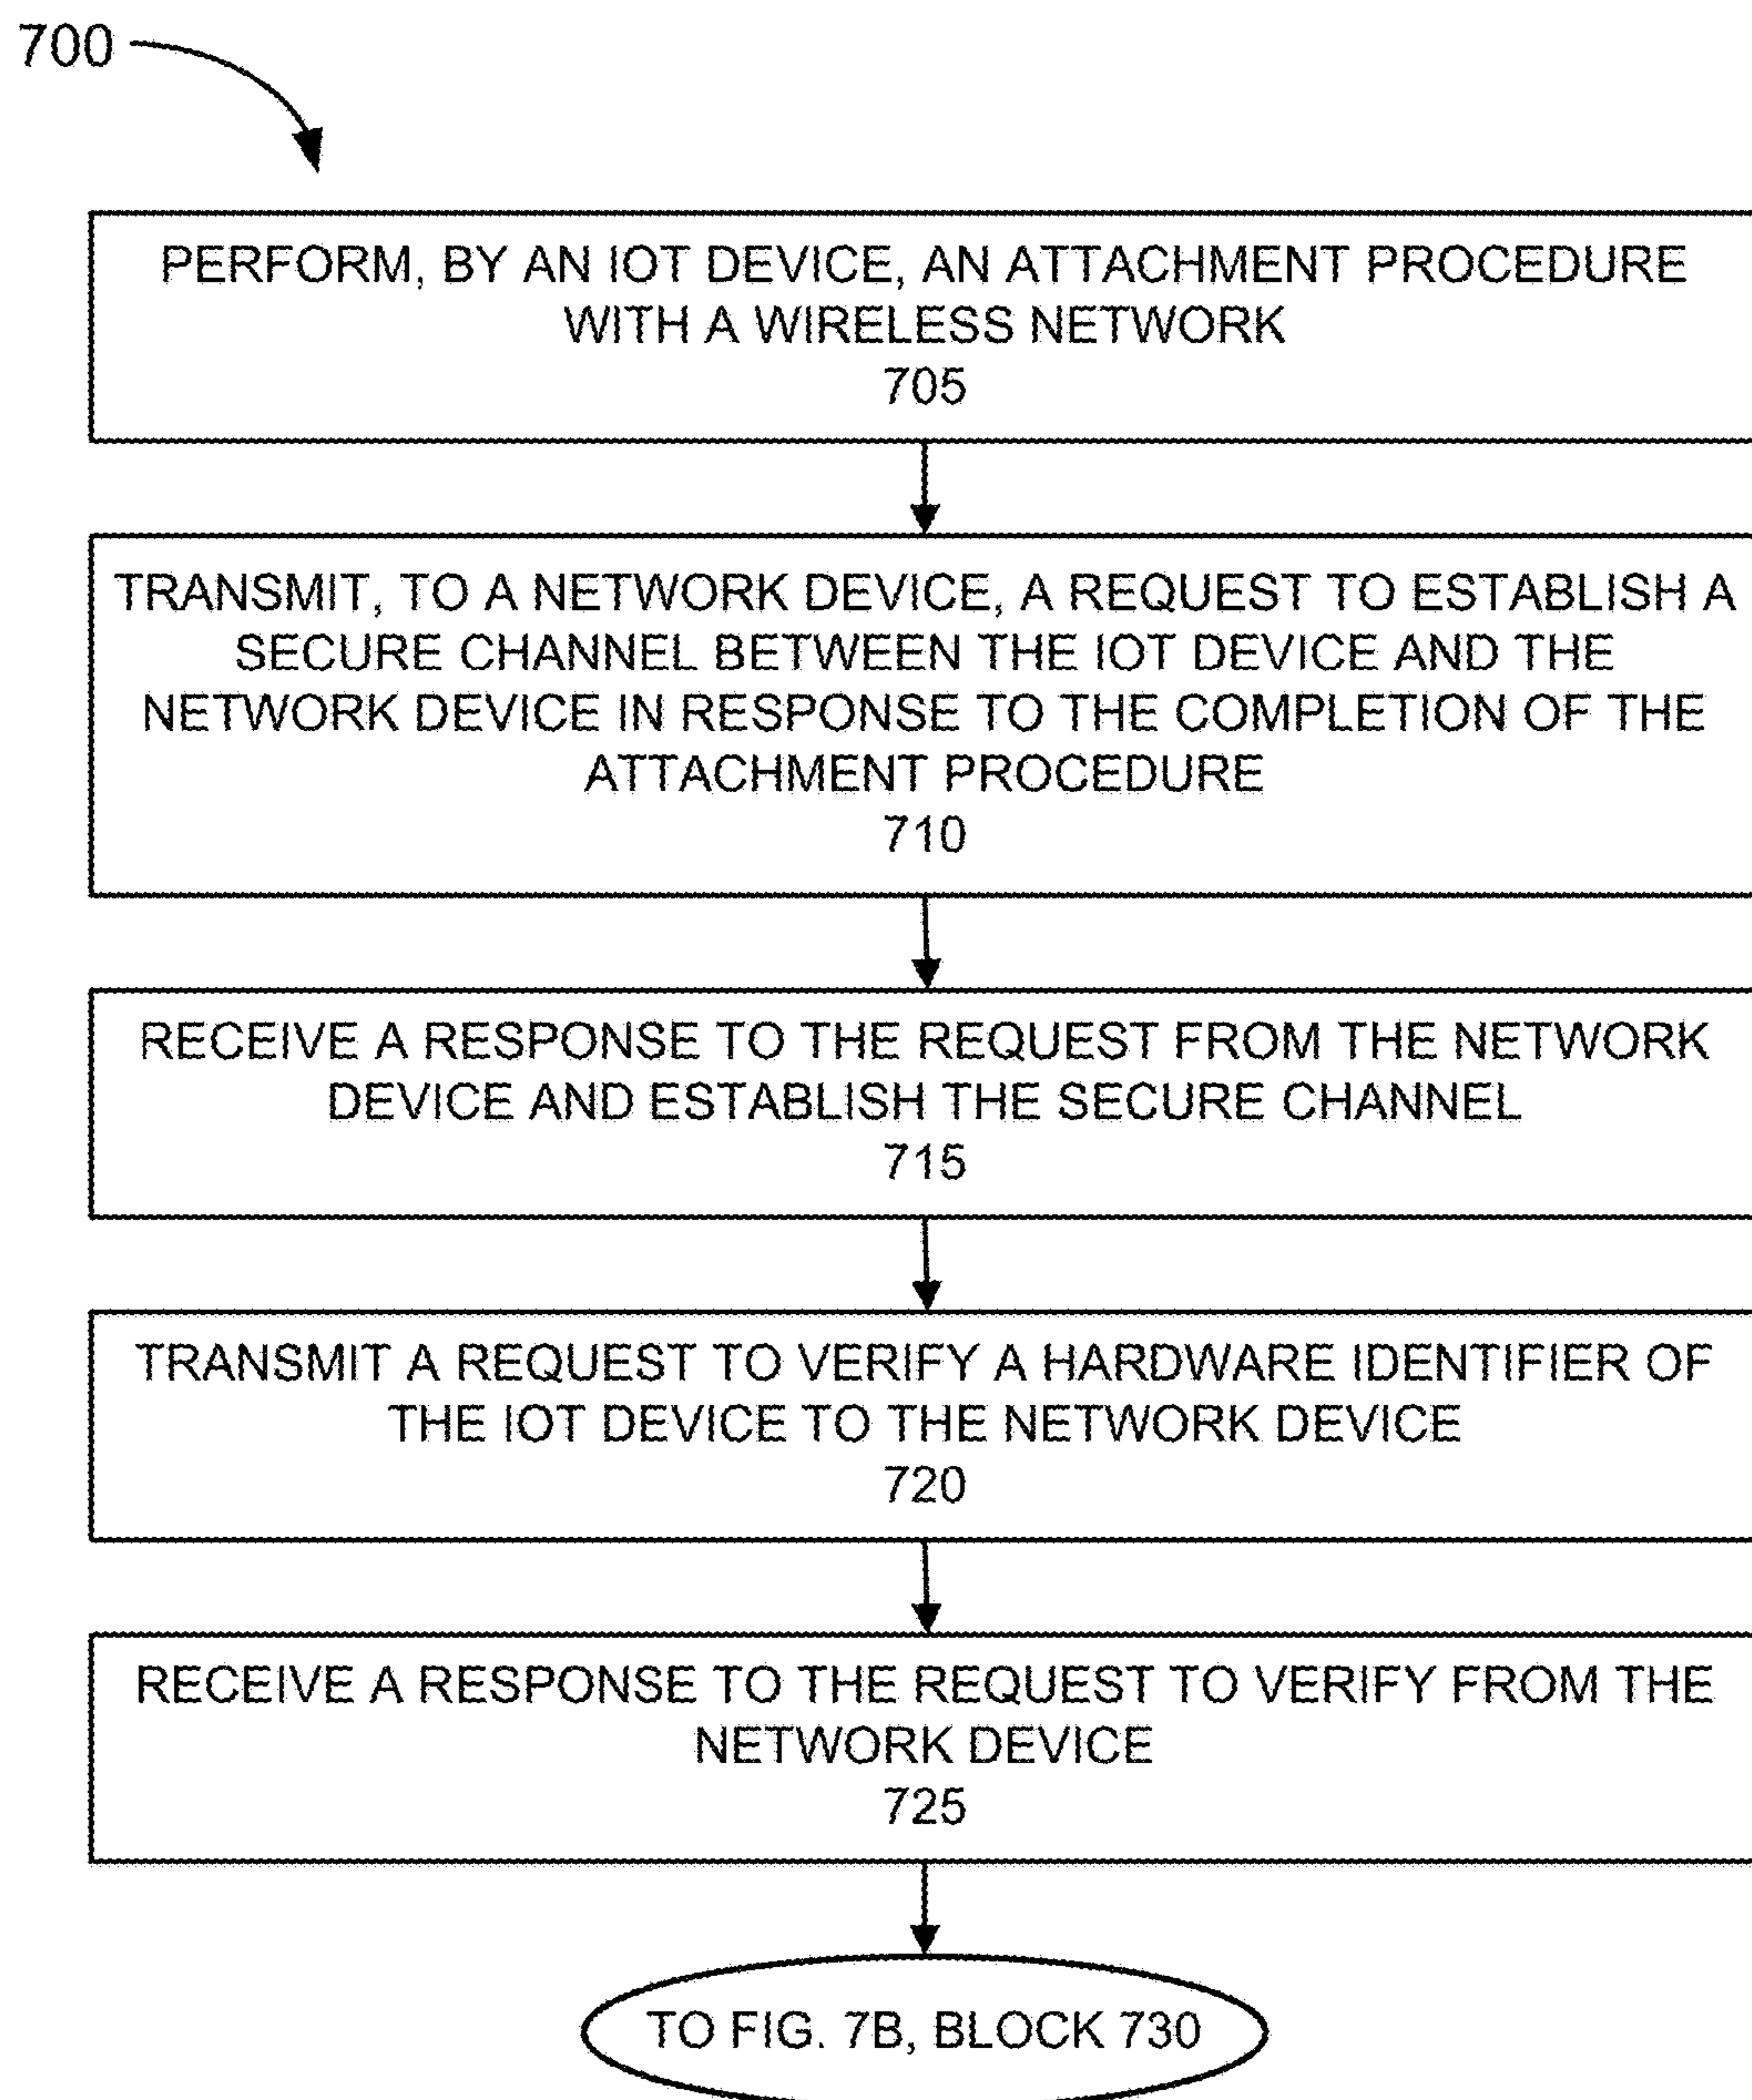 700
PERFORM, BY AN IOT DEVICE, AN ATTACHMENT PROCEDURE
WITH A WIRELESS NETWORK
705
TRANSMIT, TO A NETWORK DEVICE, A REQUEST TO ESTABLISH A
SECURE CHANNEL BETWEEN THE IOT DEVICE AND THE
NETWORK DEVICE IN RESPONSE TO THE COMPLETION OF THE
ATTACHMENT PROCEDURE
710
RECEIVE A RESPONSE TO THE REQUEST FROM THE NETWORK
DEVICE AND ESTABLISH THE SECURE CHANNEL
715
TRANSMIT A REQUEST TO VERIFY A HARDWARE IDENTIFIER OF
THE IOT DEVICE TO THE NETWORK DEVICE
720
RECEIVE A RESPONSE TO THE REQUEST TO VERIFY FROM THE
NETWORK DEVICE
725
TO FIG. 7B, BLOCK 730